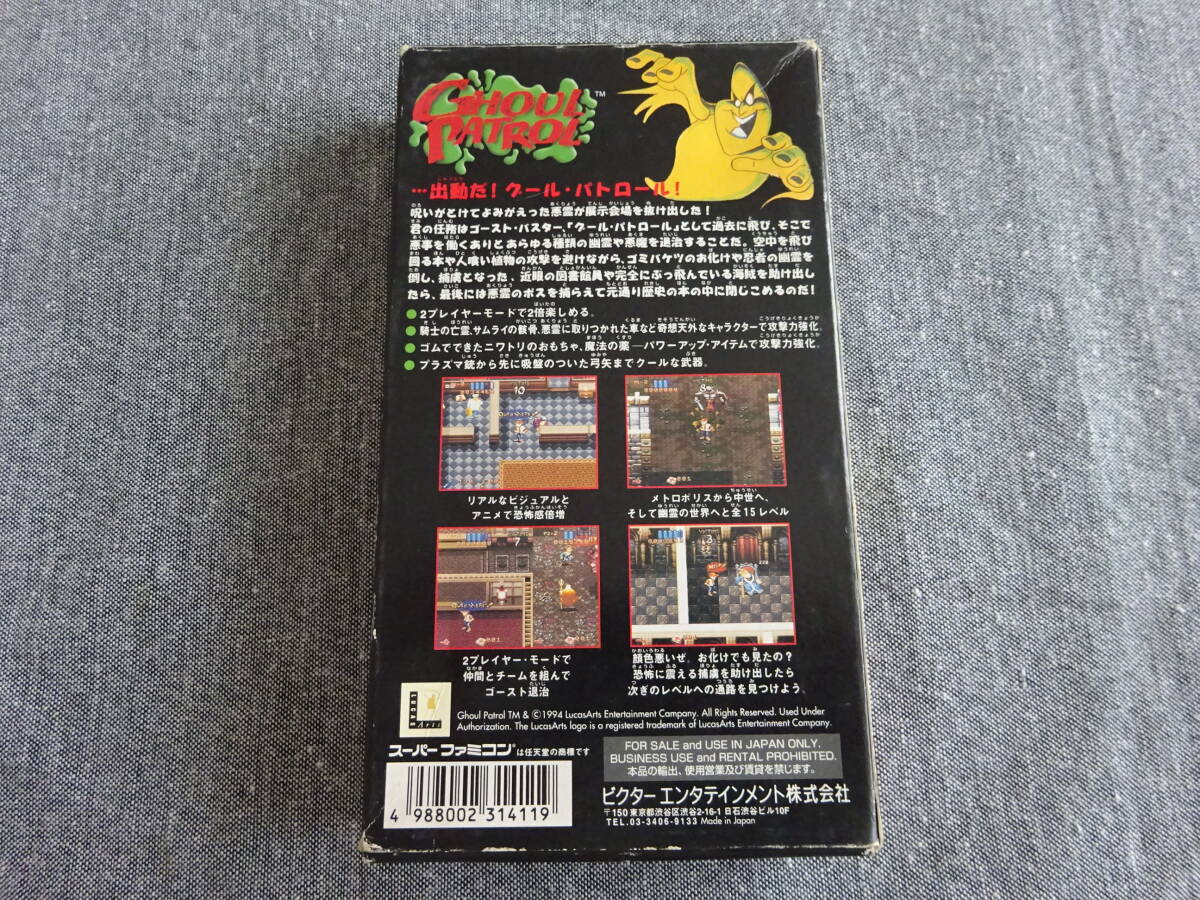 GHOUL
PATROL™
…出動だ！グール・パトロール！
呪いがとけてよみがえった悪霊が展示会場を抜け出した！
君の任務はゴースト・バスター、「グール・パトロール」として過去に飛び、そこで
悪事を働くありとあらゆる種類の幽霊や悪魔を退治することだ。空中を飛び
回る本や人喰い植物の攻撃を避けながら、ゴミバケツのお化けや忍者の幽霊を
倒し、捕虜となった、近眼の図書館員や完全にぶっ飛んでいる海賊を助け出し
たら、最後には悪霊のボスを捕らえて元通り歴史の本の中に閉じこめるのだ！
●2プレイヤーモードで2倍楽しめる。
●騎士の亡霊、サムライの骸骨、悪霊に取りつかれた車など奇想天外なキャラクターで攻撃力強化。
●ゴムでできたニワトリのおもちゃ、魔法の薬―パワーアップ・アイテムで攻撃力強化。
●プラズマ銃から先に吸盤のついた弓矢までクールな武器。
リアルなビジュアルと
アニメで恐怖感倍増
メトロポリスから中世へ、
そして幽霊の世界へと全15レベル
2プレイヤー・モードで
仲間とチームを組んで
ゴースト退治
顔色悪いぜ。お化けでも見たの？
恐怖に震える捕虜を助け出したら
次ぎのレベルへの通路を見つけよう。
LUCAS
Arts
Ghoul Patrol TM & ©1994 LucasArts Entertainment Company. All Rights Reserved. Used Under
Authorization. The LucasArts logo is a registered trademark of LucasArts Entertainment Company.
スーパーファミコン®は任天堂の商標です
FOR SALE and USE IN JAPAN ONLY.
BUSINESS USE and RENTAL PROHIBITED.
本品の輸出、使用営業及び賃貸を禁じます。
4 988002 314119
ビクター エンタテインメント株式会社
〒150 東京都渋谷区渋谷2-16-1 日石渋谷ビル10F
TEL.03-3406-9133 Made in Japan